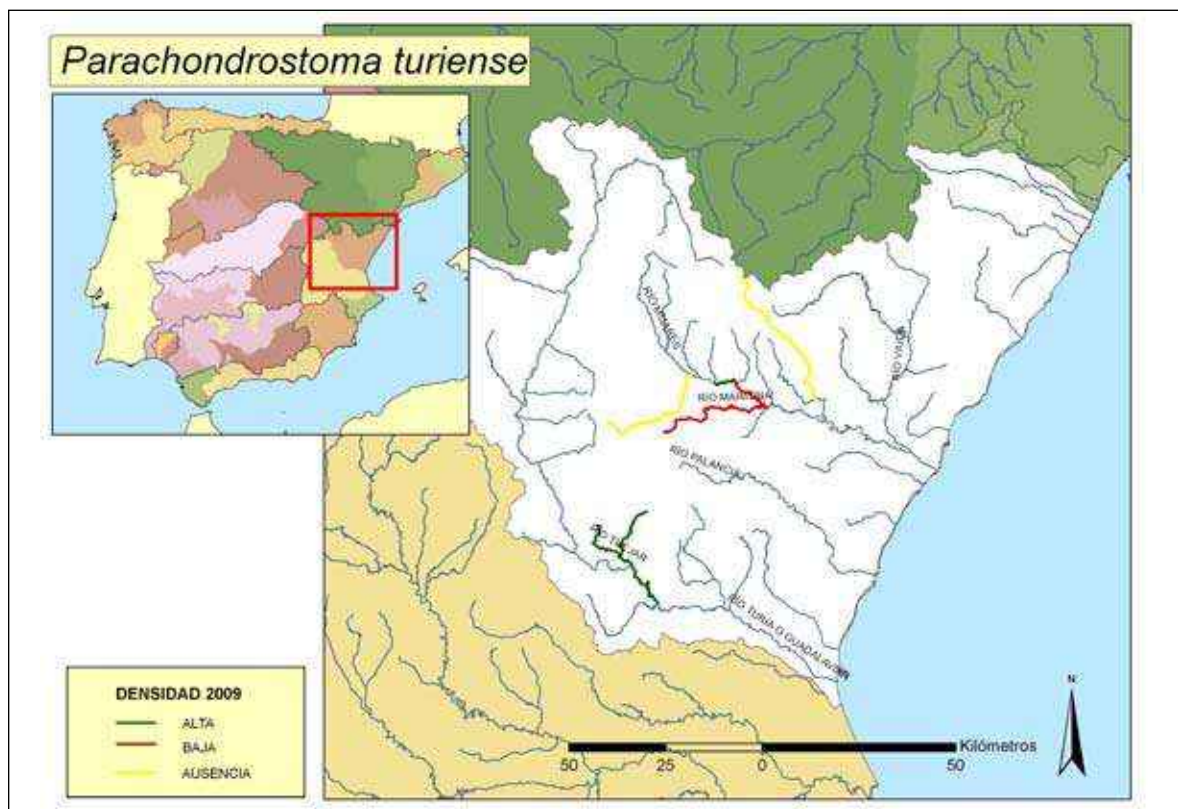 Parachondrostoma turiense
RIO MIJARES
RIO VIUDA
RIO PALANCIA
RIO TURIA O GUADALAVIAR
DENSIDAD 2009
ALTA
BAJA
AUSENCIA
N
50 25 0 50 Kilómetros